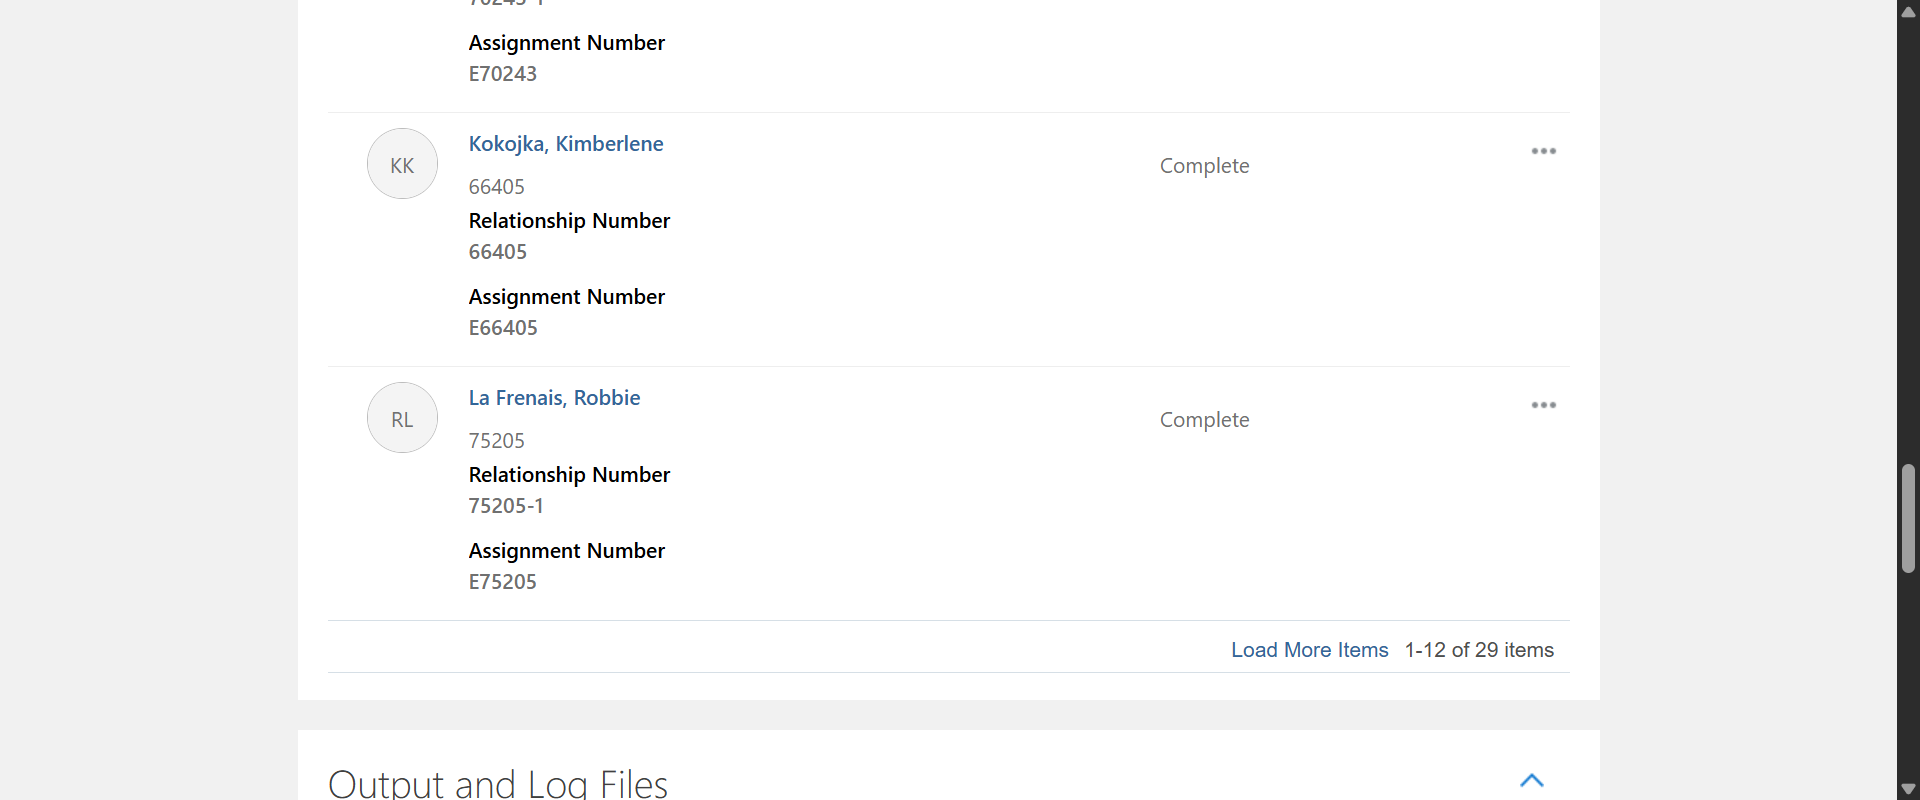 70243-1
Assignment Number
E70243
KK
Kokojka, Kimberlene
Complete
66405
Relationship Number
66405
Assignment Number
E66405
RL
La Frenais, Robbie
Complete
75205
Relationship Number
75205-1
Assignment Number
E75205
Load More Items 1-12 of 29 items
Output and Log Files